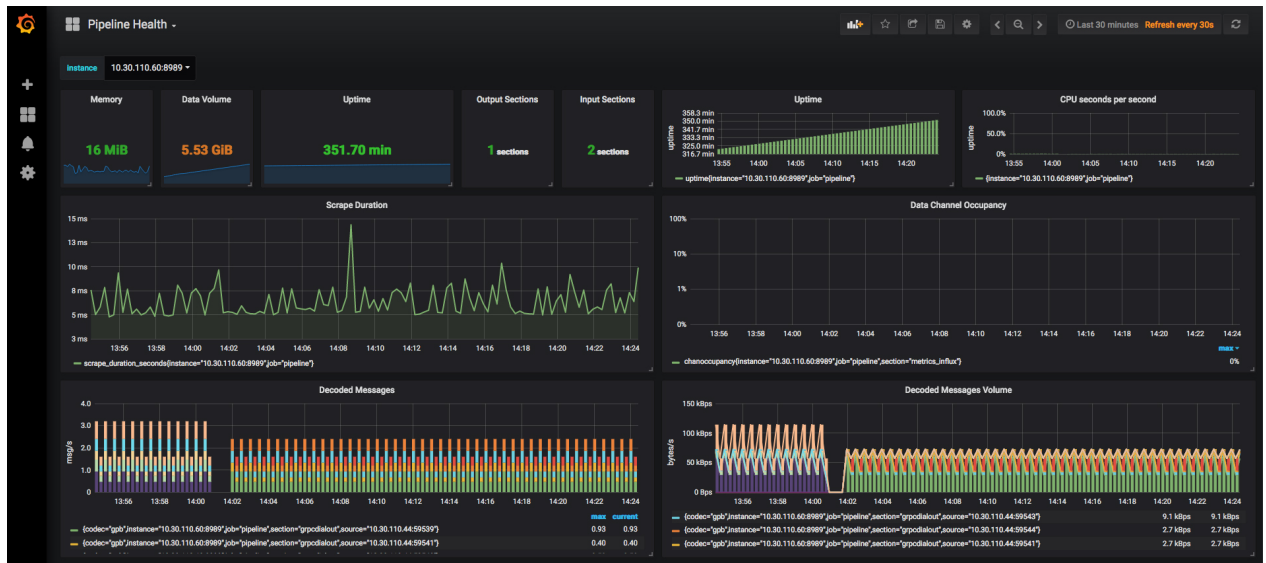 Pipeline Health
Last 30 minutes Refresh every 30s
Instance 10.30.110.60:8989
Memory
16 MiB
Data Volume
5.53 GiB
Uptime
351.70 min
Output Sections
1 sections
Input Sections
2 sections
Uptime
uptime
358.3 min
350.0 min
341.7 min
333.3 min
325.0 min
316.7 min
13:55 14:00 14:05 14:10 14:15 14:20
uptime{instance="10.30.110.60:8989",job="pipeline"}
CPU seconds per second
uptime
100.0%
50.0%
0%
13:55 14:00 14:05 14:10 14:15 14:20
{instance="10.30.110.60:8989",job="pipeline"}
Scrape Duration
15 ms
13 ms
10 ms
8 ms
5 ms
3 ms
13:56 13:58 14:00 14:02 14:04 14:06 14:08 14:10 14:12 14:14 14:16 14:18 14:20 14:22 14:24
scrape_duration_seconds{instance="10.30.110.60:8989",job="pipeline"}
Data Channel Occupancy
100%
10%
1%
0%
13:56 13:58 14:00 14:02 14:04 14:06 14:08 14:10 14:12 14:14 14:16 14:18 14:20 14:22 14:24
max
chanoccupancy{instance="10.30.110.60:8989",job="pipeline",section="metrics_influx"} 0%
Decoded Messages
msg/s
4.0
3.0
2.0
1.0
0
13:56 13:58 14:00 14:02 14:04 14:06 14:08 14:10 14:12 14:14 14:16 14:18 14:20 14:22 14:24
max current
{codec="gpb",instance="10.30.110.60:8989",job="pipeline",section="grpcdialout",source="10.30.110.44:59539"} 0.93 0.93
{codec="gpb",instance="10.30.110.60:8989",job="pipeline",section="grpcdialout",source="10.30.110.44:59541"} 0.40 0.40
Decoded Messages Volume
bytes/s
150 kBps
100 kBps
50 kBps
0 Bps
13:56 13:58 14:00 14:02 14:04 14:06 14:08 14:10 14:12 14:14 14:16 14:18 14:20 14:22 14:24
{codec="gpb",instance="10.30.110.60:8989",job="pipeline",section="grpcdialout",source="10.30.110.44:59543"} 9.1 kBps 9.1 kBps
{codec="gpb",instance="10.30.110.60:8989",job="pipeline",section="grpcdialout",source="10.30.110.44:59544"} 2.7 kBps 2.7 kBps
{codec="gpb",instance="10.30.110.60:8989",job="pipeline",section="grpcdialout",source="10.30.110.44:59541"} 2.7 kBps 2.7 kBps